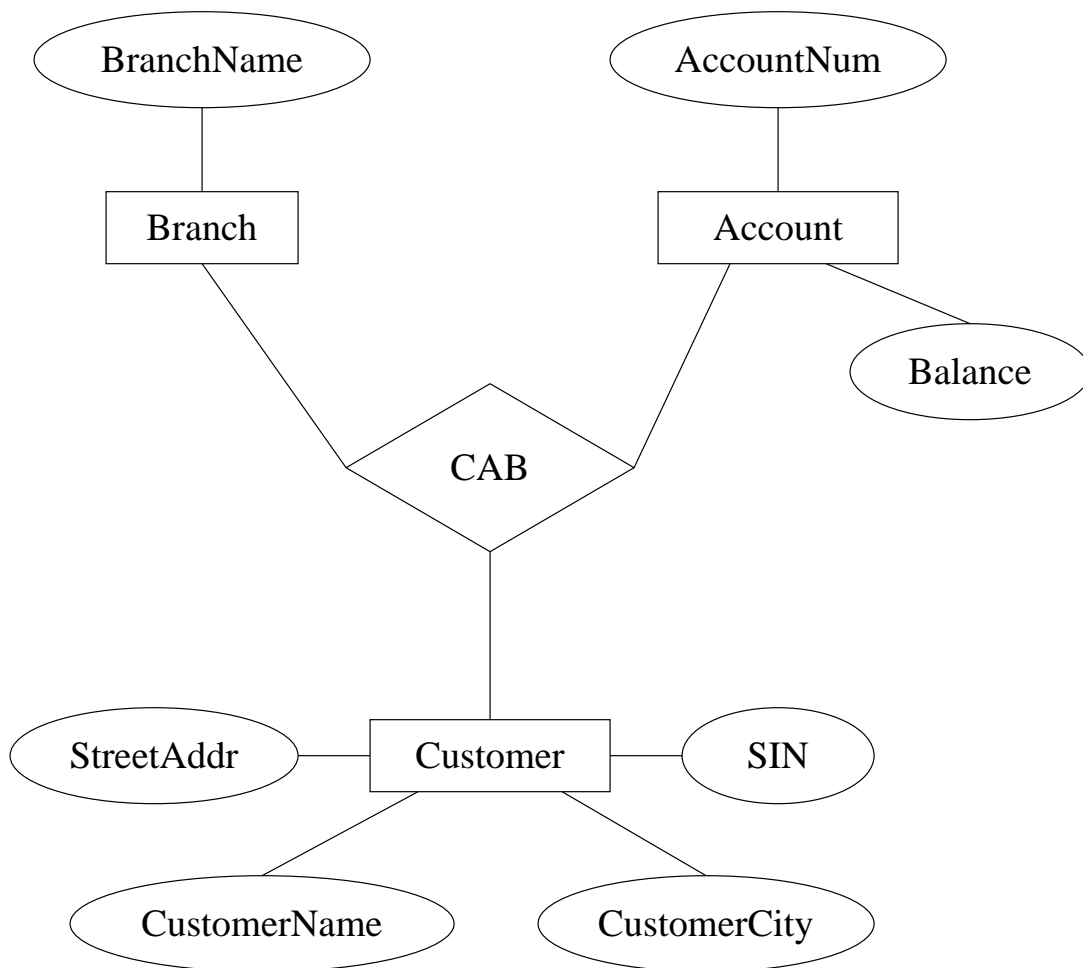 BranchName
AccountNum
Branch
Account
Balance
CAB
StreetAddr
Customer
SIN
CustomerName
CustomerCity